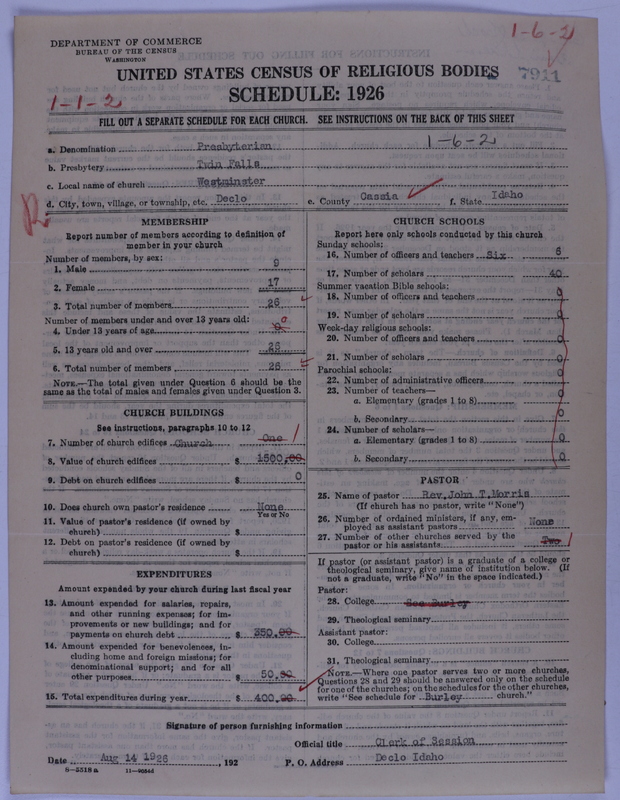 1-6-2
DEPARTMENT OF COMMERCE
BUREAU OF THE CENSUS
WASHINGTON
UNITED STATES CENSUS OF RELIGIOUS BODIES
7911
SCHEDULE: 1926
1-1-2
FILL OUT A SEPARATE SCHEDULE FOR EACH CHURCH. SEE INSTRUCTIONS ON THE BACK OF THIS SHEET
1-6-2
a. Denomination Presbyterian
b. Presbytery Twin Falls
c. Local name of church Westminster
d. City, town, village, or township, etc. Declo e. County Cassia f. State Idaho
R
MEMBERSHIP
Report number of members according to definition of
member in your church
Number of members, by sex:
1. Male 9
2. Female 17
3. Total number of members 26
Number of members under and over 13 years old:
4. Under 13 years of age 0
5. 13 years old and over 26
6. Total number of members 26
NOTE.—The total given under Question 6 should be the
same as the total of males and females given under Question 3.
CHURCH BUILDINGS
See instructions, paragraphs 10 to 12
7. Number of church edifices Church One 1
8. Value of church edifices $ 1500.00
9. Debt on church edifices $ 0
10. Does church own pastor's residence None
Yes or No
11. Value of pastor's residence (if owned by
church) $
12. Debt on pastor's residence (if owned by
church) $
EXPENDITURES
Amount expended by your church during last fiscal year
13. Amount expended for salaries, repairs,
and other running expenses; for im-
provements or new buildings; and for
payments on church debt $ 350.00
14. Amount expended for benevolences, in-
cluding home and foreign missions; for
denominational support; and for all
other purposes $ 50.00
15. Total expenditures during year $ 400.00
CHURCH SCHOOLS
Report here only schools conducted by this church
Sunday schools:
16. Number of officers and teachers Six 6
17. Number of scholars 40
Summer vacation Bible schools:
18. Number of officers and teachers 0
19. Number of scholars 0
Week-day religious schools:
20. Number of officers and teachers 0
21. Number of scholars 0
Parochial schools:
22. Number of administrative officers 0
23. Number of teachers—
a. Elementary (grades 1 to 8) 0
b. Secondary 0
24. Number of scholars—
a. Elementary (grades 1 to 8) 0
b. Secondary 0
PASTOR
25. Name of pastor Rev. John T. Morris
(If church has no pastor, write "None")
26. Number of ordained ministers, if any, em-
ployed as assistant pastors None
27. Number of other churches served by the
pastor or his assistants Two 1
If pastor (or assistant pastor) is a graduate of a college or
theological seminary, give name of institution below. (If
not a graduate, write "No" in the space indicated.)
Pastor:
28. College See Burley
29. Theological seminary
Assistant pastor:
30. College
31. Theological seminary
NOTE.—Where one pastor serves two or more churches,
Questions 28 and 29 should be answered only on the schedule
for one of the churches; on the schedules for the other churches,
write "See schedule for Burley church."
Signature of person furnishing information
Official title Clerk of Session
Date Aug 14 1926, 192 P. O. Address Declo Idaho
8-5518 a